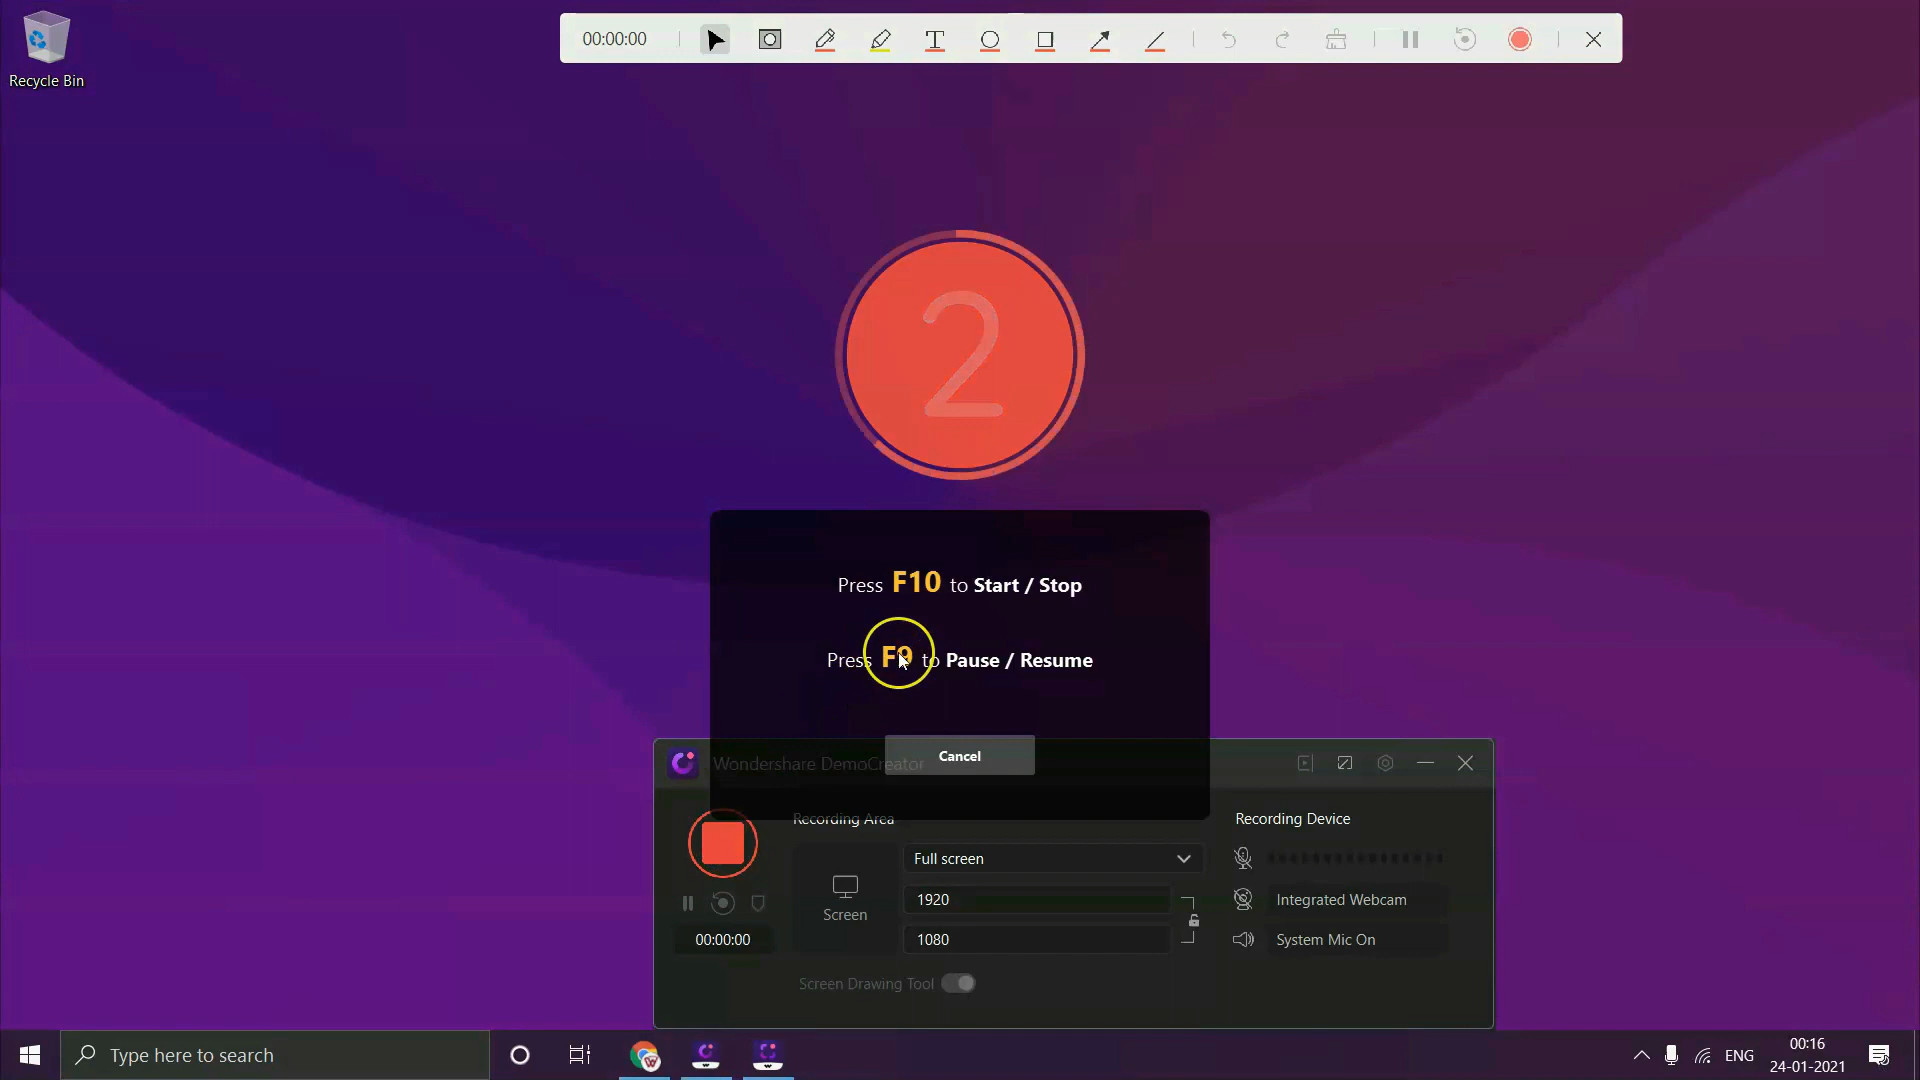 Recycle Bin
00:00:00
2
Press F10 to Start / Stop
Press F9 to Pause / Resume
Cancel
Wondershare DemoCreator
Recording Area
Recording Device
Full screen
1920
Integrated Webcam
Screen
00:00:00
1080
System Mic On
Screen Drawing Tool
Type here to search
ENG
00:16
24-01-2021